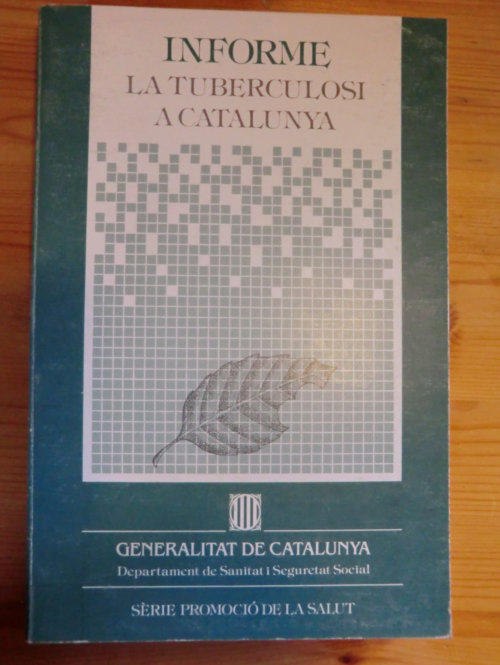 INFORME
LA TUBERCULOSI
A CATALUNYA
GENERALITAT DE CATALUNYA
Departament de Sanitat i Seguretat Social
SÈRIE PROMOCIÓ DE LA SALUT